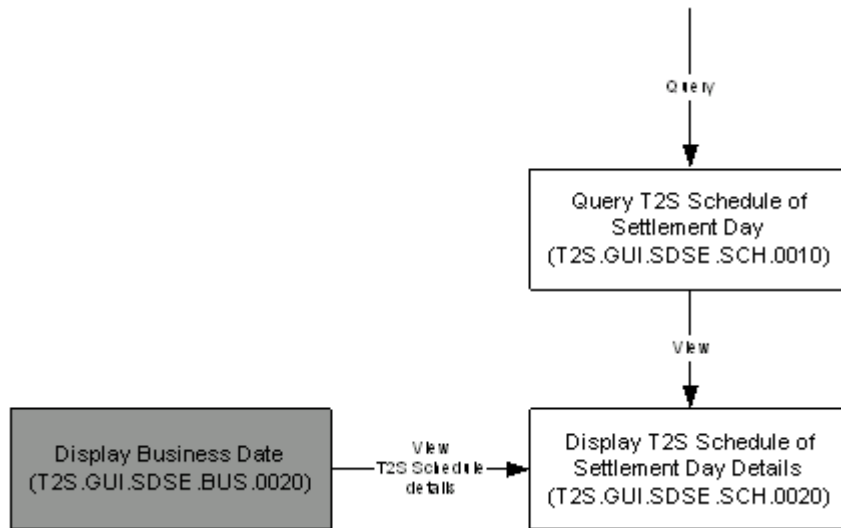 Query
Query T2S Schedule of
Settlement Day
(T2S.GUI.SDSE.SCH.0010)
View
Display Business Date
(T2S.GUI.SDSE.BUS.0020)
View
T2S Schedule
details
Display T2S Schedule of
Settlement Day Details
(T2S.GUI.SDSE.SCH.0020)